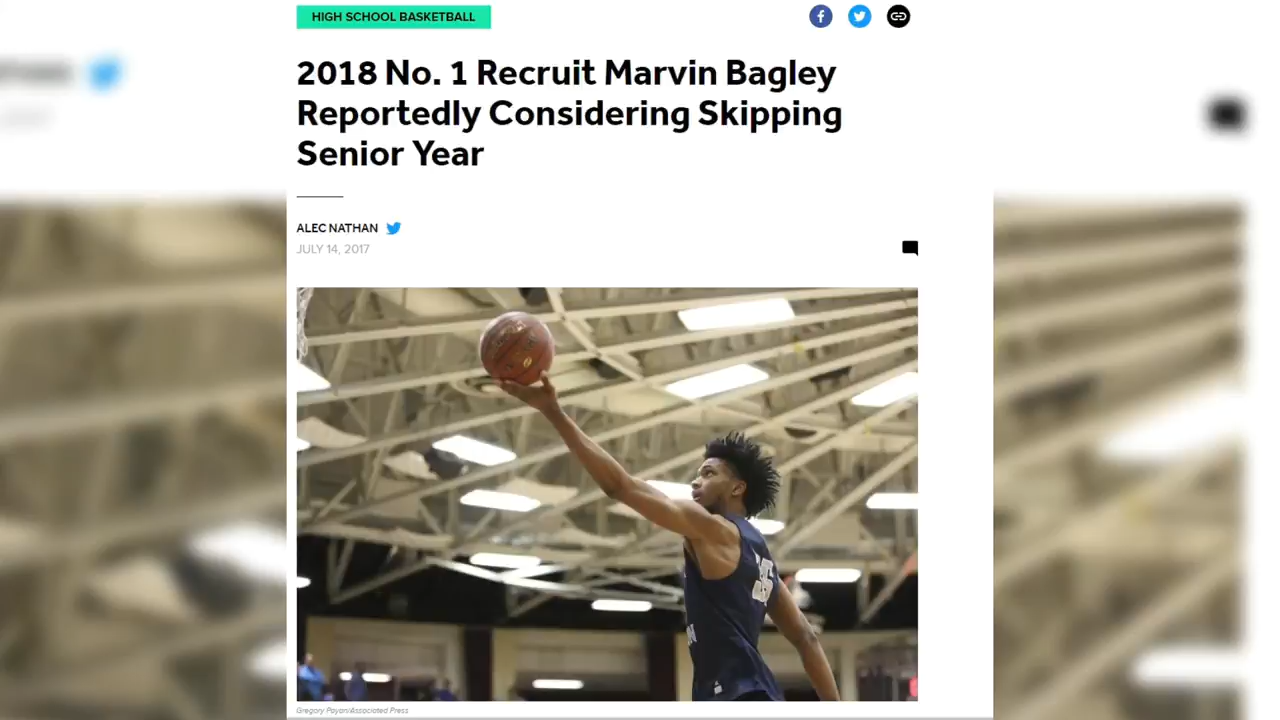 HIGH SCHOOL BASKETBALL
2018 No. 1 Recruit Marvin Bagley
Reportedly Considering Skipping
Senior Year
ALEC NATHAN
JULY 14, 2017
35
Gregory Payan/Associated Press